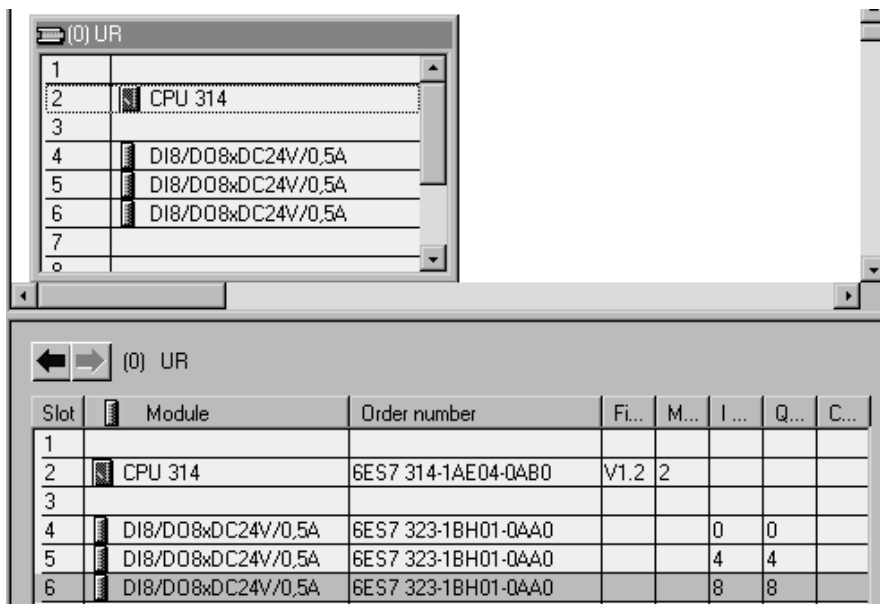 (0) UR
1
2 CPU 314
3
4 DI8/DO8xDC24V/0,5A
5 DI8/DO8xDC24V/0,5A
6 DI8/DO8xDC24V/0,5A
7
(0) UR
Slot Module Order number Fi... M... I ... Q... C...
1
2 CPU 314 6ES7 314-1AE04-0AB0 V1.2 2
3
4 DI8/DO8xDC24V/0,5A 6ES7 323-1BH01-0AA0 0 0
5 DI8/DO8xDC24V/0,5A 6ES7 323-1BH01-0AA0 4 4
6 DI8/DO8xDC24V/0,5A 6ES7 323-1BH01-0AA0 8 8